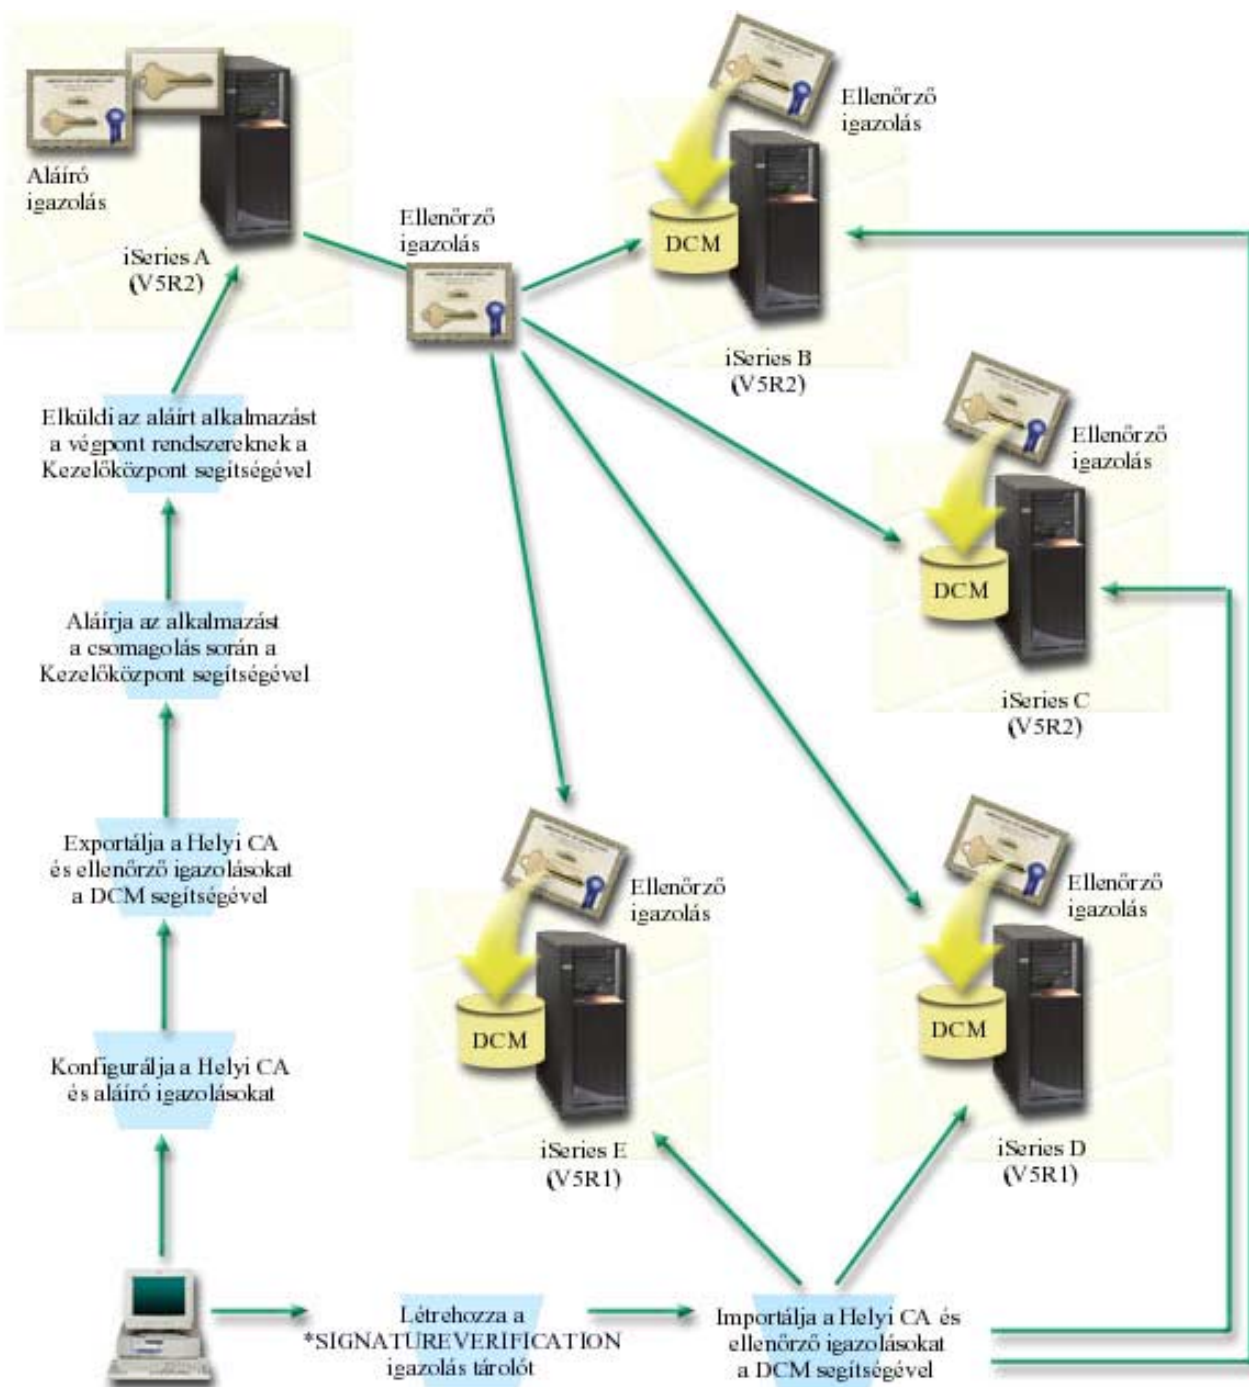 Aláíró
igazolás
iSeries A
(V5R2)
Ellenőrző
igazolás
Ellenőrző
igazolás
DCM
iSeries B
(V5R2)
Ellenőrző
igazolás
DCM
iSeries C
(V5R2)
Elküldi az aláírt alkalmazást
a végpont rendszereknek a
Kezelőközpont segítségével
Aláírja az alkalmazást
a csomagolás során a
Kezelőközpont segítségével
Exportálja a Helyi CA
és ellenőrző igazolásokat
a DCM segítségével
Konfigurálja a Helyi CA
és aláíró igazolásokat
Ellenőrző
igazolás
DCM
iSeries E
(V5R1)
Ellenőrző
igazolás
DCM
iSeries D
(V5R1)
Létrehozza a
*SIGNATUREVERIFICATION
igazolás tárolót
Importálja a Helyi CA és
ellenőrző igazolásokat
a DCM segítségével